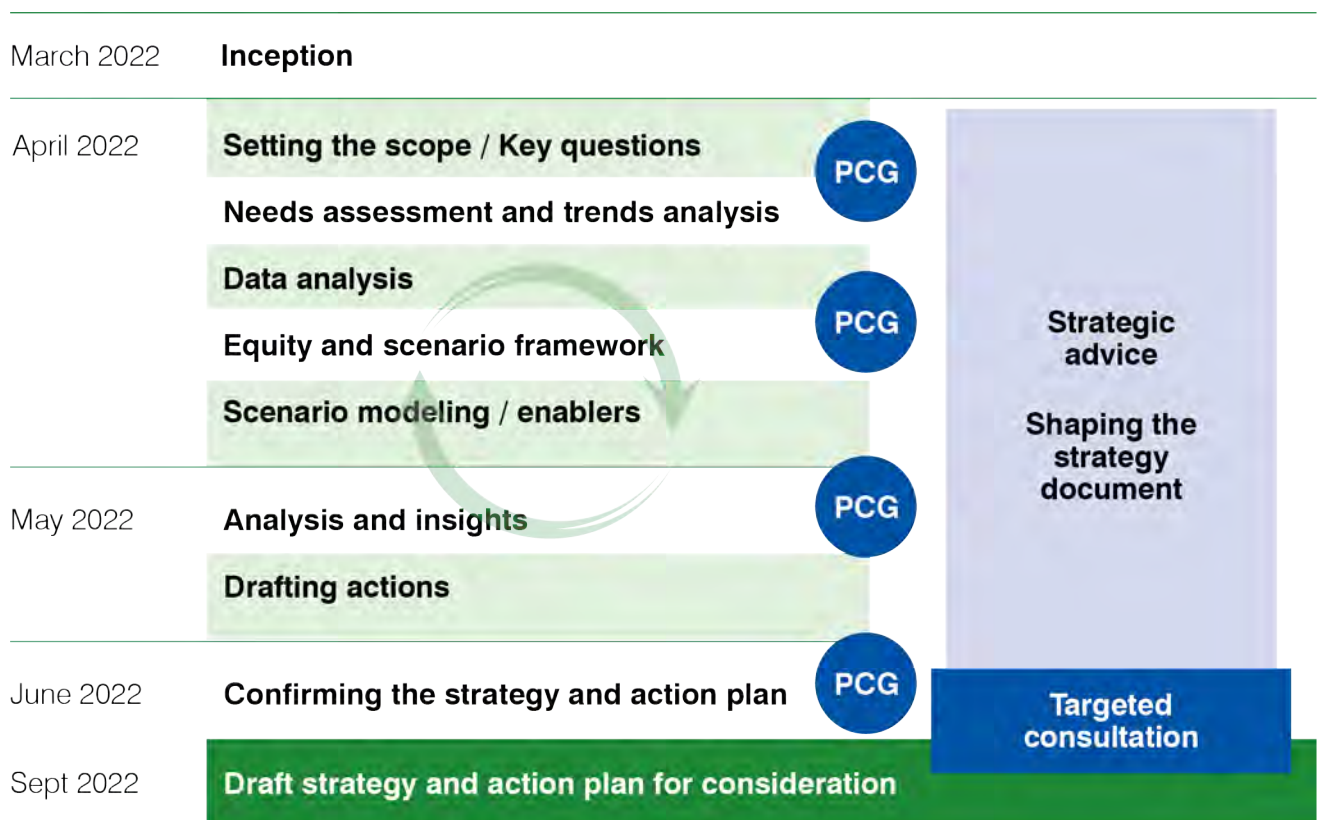 March 2022
Inception
April 2022
Setting the scope / Key questions
PCG
Needs assessment and trends analysis
Data analysis
PCG
Equity and scenario framework
Scenario modeling / enablers
Strategic
advice
Shaping the
strategy
document
May 2022
Analysis and insights
PCG
Drafting actions
June 2022
Confirming the strategy and action plan
PCG
Targeted
consultation
Sept 2022
Draft strategy and action plan for consideration